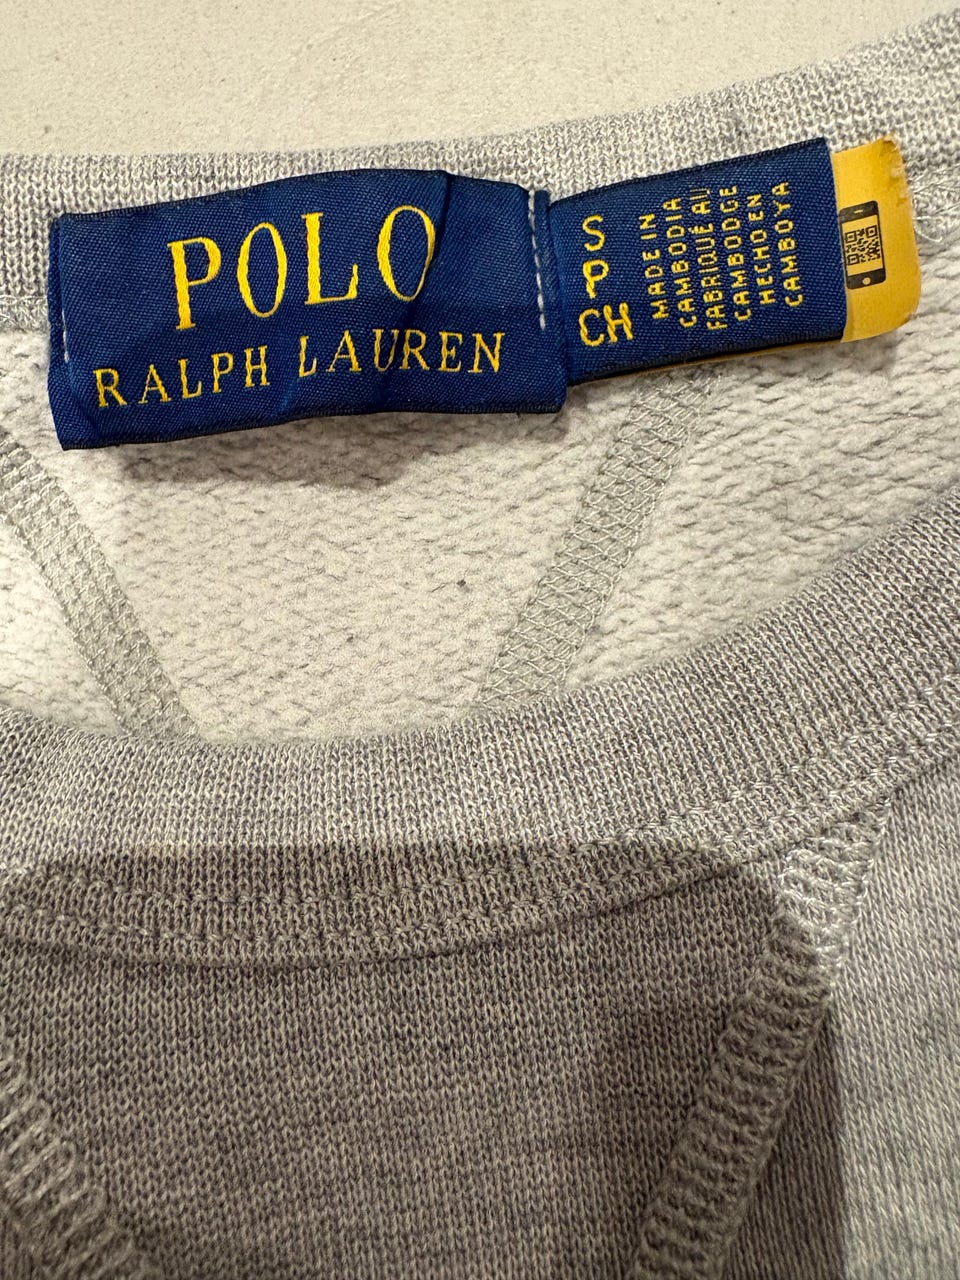 POLO
RALPH LAUREN
S
P
CH
MADE IN
CAMBODIA
FABRIQUÉ AU
CAMBODGE
HECHO EN
CAMBOYA